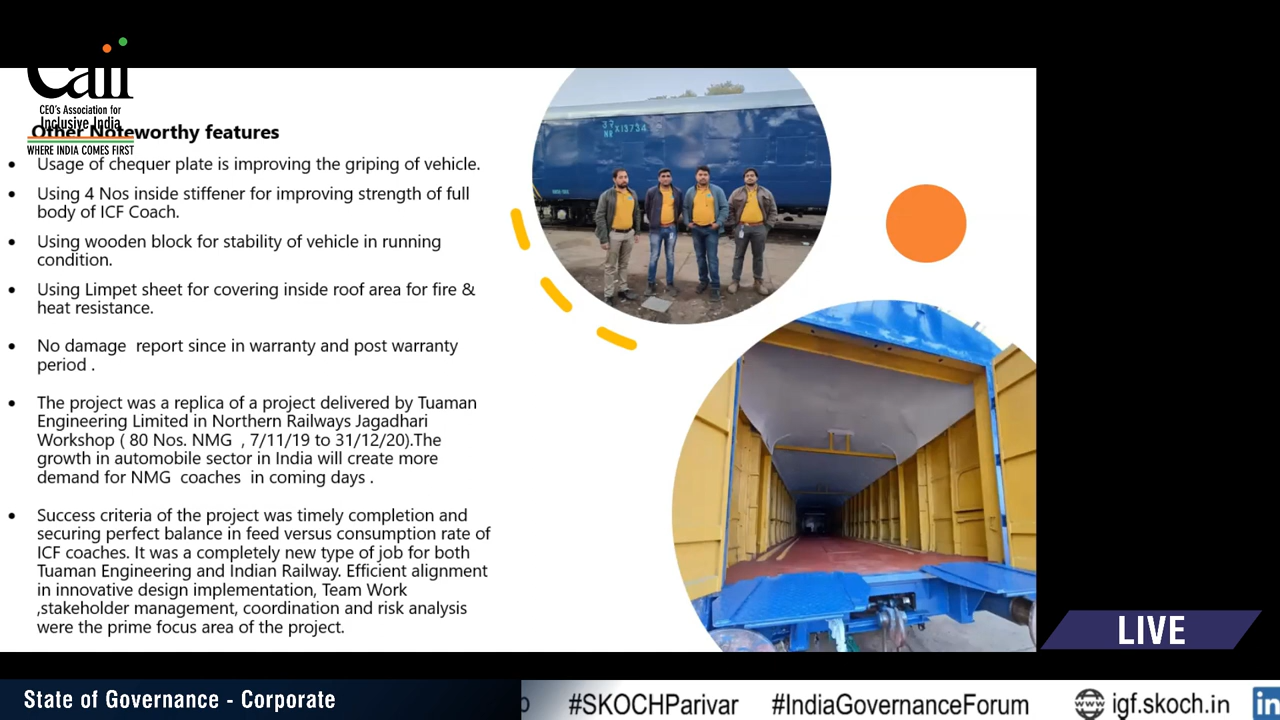 CEO's Association for
Inclusive India
WHERE INDIA COMES FIRST
Other Noteworthy features
• Usage of chequer plate is improving the griping of vehicle.
• Using 4 Nos inside stiffener for improving strength of full
body of ICF Coach.
• Using wooden block for stability of vehicle in running
condition.
• Using Limpet sheet for covering inside roof area for fire &
heat resistance.
• No damage report since in warranty and post warranty
period .
• The project was a replica of a project delivered by Tuaman
Engineering Limited in Northern Railways Jagadhari
Workshop ( 80 Nos. NMG , 7/11/19 to 31/12/20).The
growth in automobile sector in India will create more
demand for NMG coaches in coming days .
• Success criteria of the project was timely completion and
securing perfect balance in feed versus consumption rate of
ICF coaches. It was a completely new type of job for both
Tuaman Engineering and Indian Railway. Efficient alignment
in innovative design implementation, Team Work
,stakeholder management, coordination and risk analysis
were the prime focus area of the project.
उ रे
NR X13734
LIVE
State of Governance - Corporate
#SKOCHParivar #IndiaGovernanceForum igf.skoch.in in